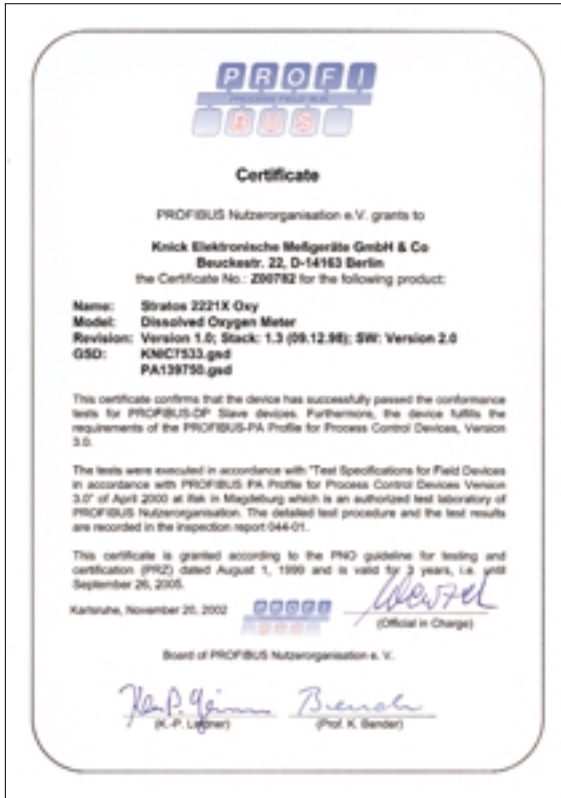 PROFI
PROCESS FIELD BUS
BUS
Certificate
PROFIBUS Nutzerorganisation e.V. grants to
Knick Elektronische Meßgeräte GmbH & Co
Beuckestr. 22, D-14163 Berlin
the Certificate No.: Z00782 for the following product:
Name: Stratos 2221X Oxy
Model: Dissolved Oxygen Meter
Revision: Version 1.0; Stack: 1.3 (09.12.98); SW: Version 2.0
GSD: KNIC7533.gsd
PA139750.gsd
This certificate confirms that the device has successfully passed the conformance
tests for PROFIBUS-DP Slave devices. Furthermore, the device fulfills the
requirements of the PROFIBUS-PA Profile for Process Control Devices, Version
3.0.
The tests were executed in accordance with "Test Specifications for Field Devices
in accordance with PROFIBUS PA Profile for Process Control Devices Version
3.0" of April 2000 at ifak in Magdeburg which is an authorized test laboratory of
PROFIBUS Nutzerorganisation. The detailed test procedure and the test results
are recorded in the inspection report 044-01.
This certificate is granted according to the PNO guideline for testing and
certification (PRZ) dated August 1, 1999 and is valid for 3 years, i.e. until
September 26, 2005.
Karlsruhe, November 20, 2002
PROFI
BUS
(Official in Charge)
Board of PROFIBUS Nutzerorganisation e. V.
(K.-P. Lindner) (Prof. K. Bender)